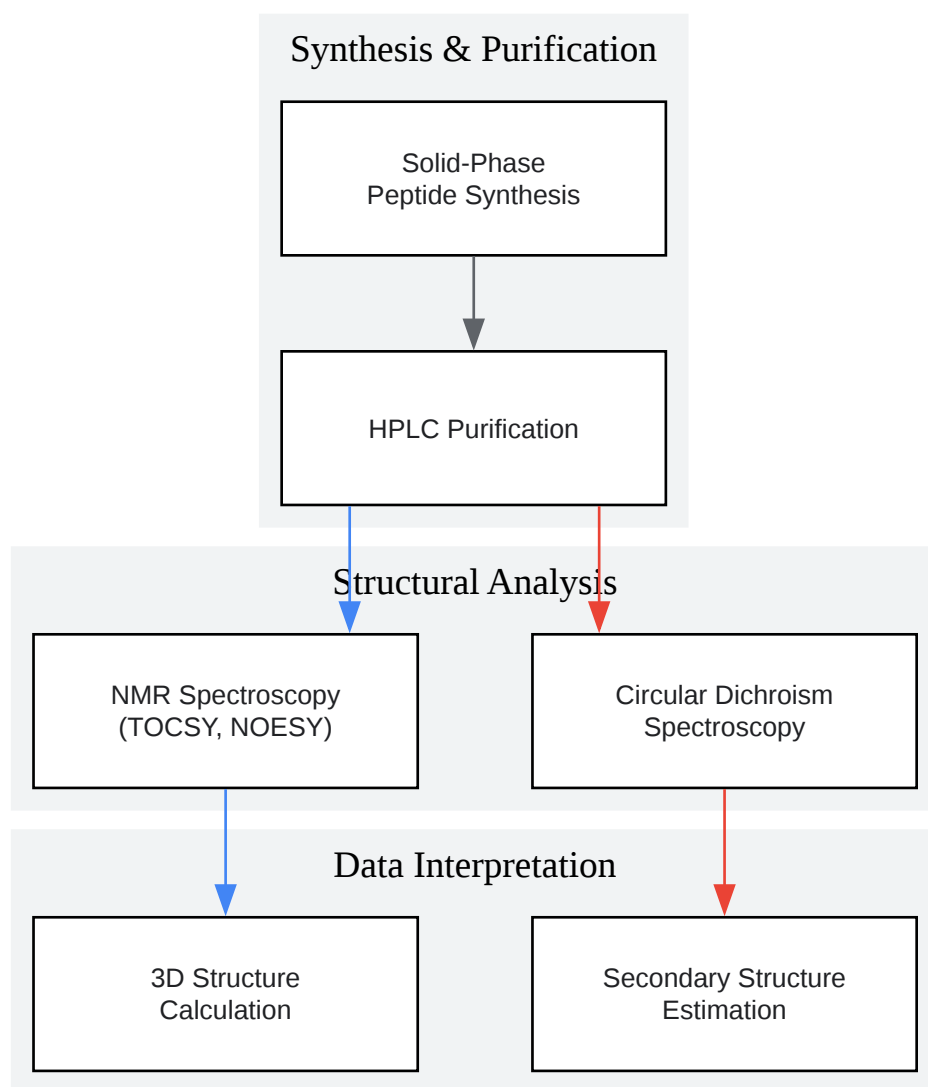 Synthesis & Purification
Solid-Phase
Peptide Synthesis
HPLC Purification
Structural Analysis
NMR Spectroscopy
(TOCSY, NOESY)
Circular Dichroism
Spectroscopy
Data Interpretation
3D Structure
Calculation
Secondary Structure
Estimation